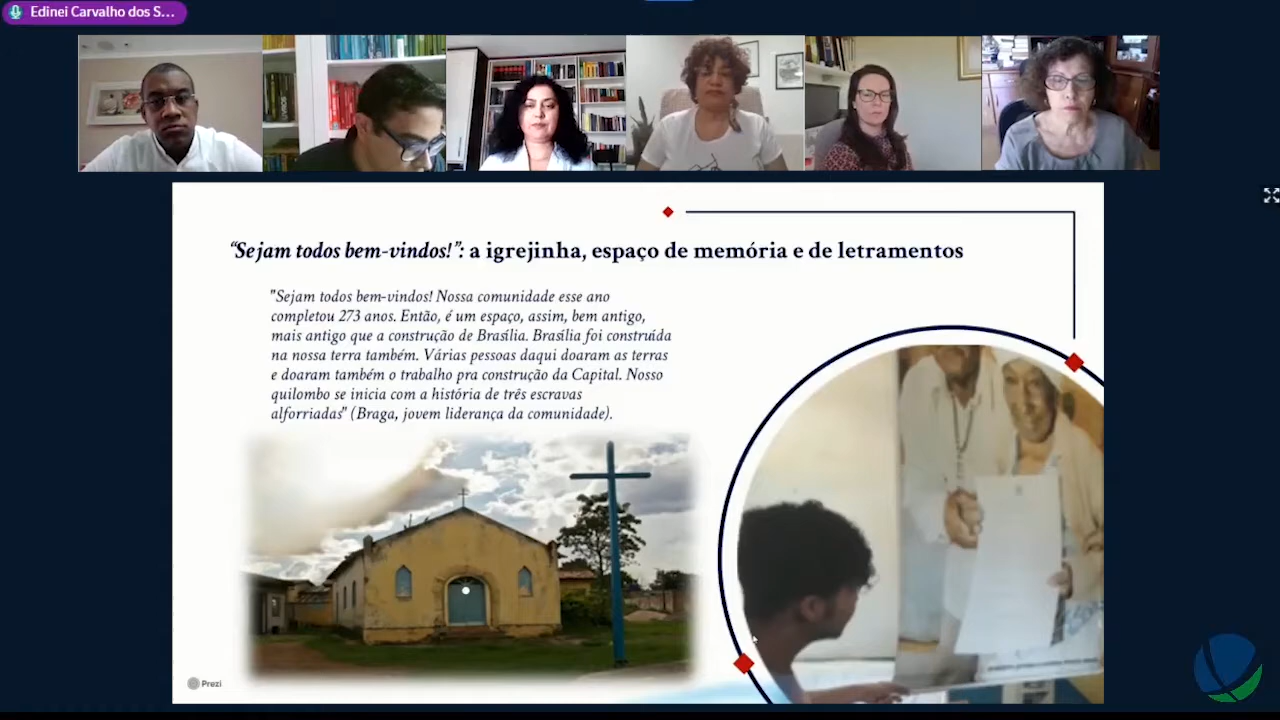 Edinei Carvalho dos S...
“Sejam todos bem-vindos!”: a igrejinha, espaço de memória e de letramentos
"Sejam todos bem-vindos! Nossa comunidade esse ano
completou 273 anos. Então, é um espaço, assim, bem antigo,
mais antigo que a construção de Brasília. Brasília foi construída
na nossa terra também. Várias pessoas daqui doaram as terras
e doaram também o trabalho pra construção da Capital. Nosso
quilombo se inicia com a história de três escravas
alforriadas" (Braga, jovem liderança da comunidade).
Prezi